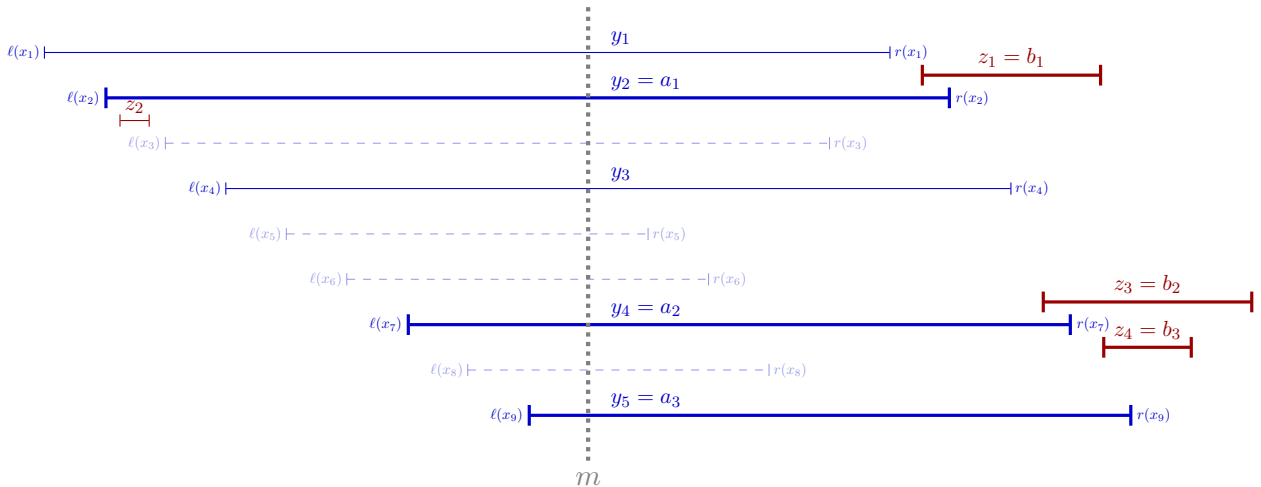 y₁
ℓ(x₁) r(x₁)
z₁ = b₁
y₂ = a₁
ℓ(x₂) r(x₂)
z₂
ℓ(x₃) r(x₃)
y₃
ℓ(x₄) r(x₄)
ℓ(x₅) r(x₅)
ℓ(x₆) r(x₆)
z₃ = b₂
y₄ = a₂
ℓ(x₇) r(x₇)
z₄ = b₃
ℓ(x₈) r(x₈)
y₅ = a₃
ℓ(x₉) r(x₉)
m